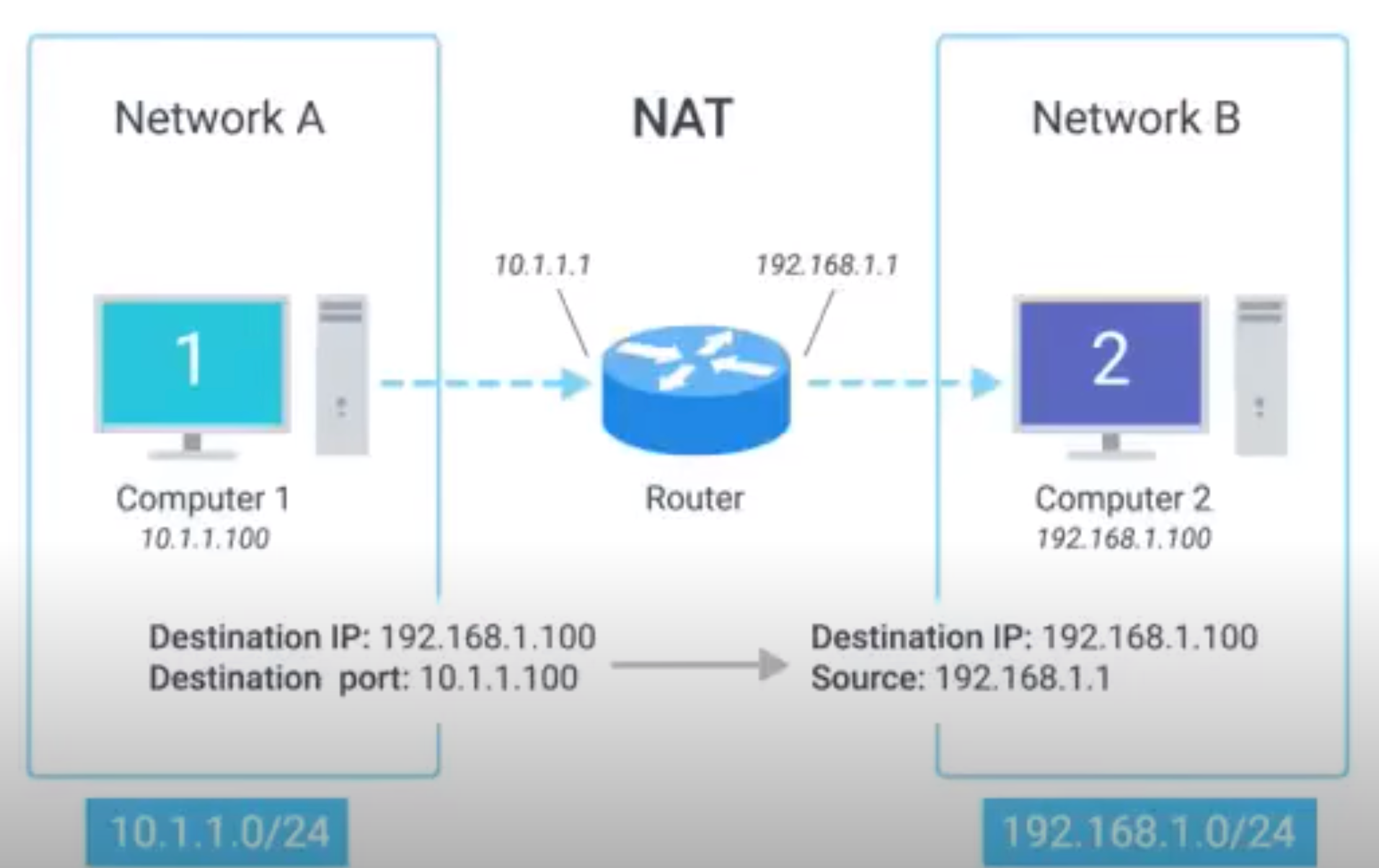 Network A
NAT
Network B
10.1.1.1
192.168.1.1
1
2
Computer 1
10.1.1.100
Router
Computer 2
192.168.1.100
Destination IP: 192.168.1.100
Destination port: 10.1.1.100
Destination IP: 192.168.1.100
Source: 192.168.1.1
10.1.1.0/24
192.168.1.0/24